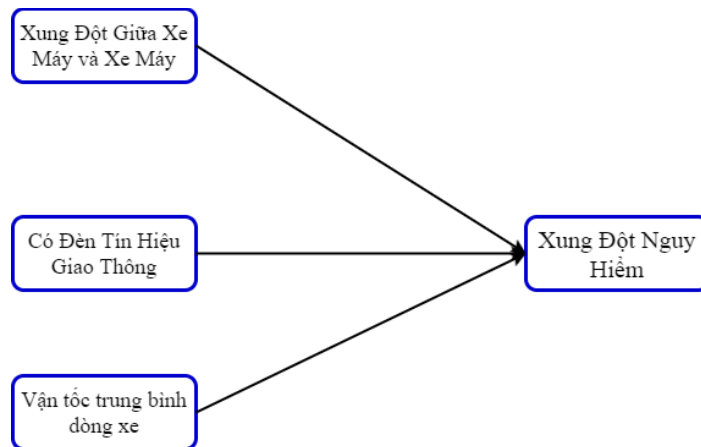 Xung Đột Giữa Xe
Máy và Xe Máy
Có Đèn Tín Hiệu
Giao Thông
Xung Đột Nguy
Hiểm
Vận tốc trung bình
dòng xe